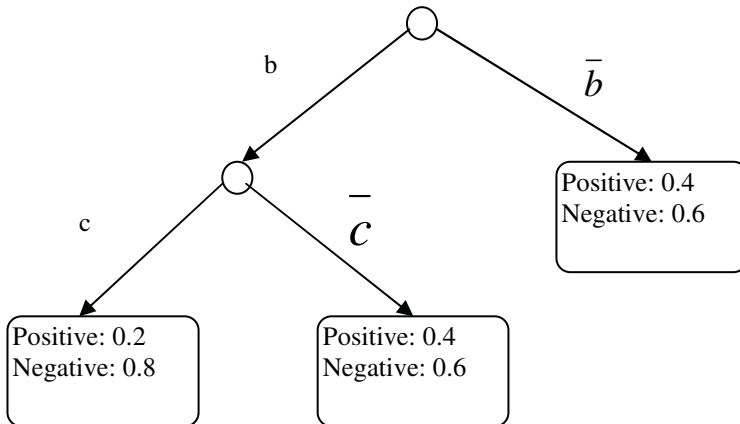 b
b̄
Positive: 0.4
Negative: 0.6
c
c̄
Positive: 0.2
Negative: 0.8
Positive: 0.4
Negative: 0.6